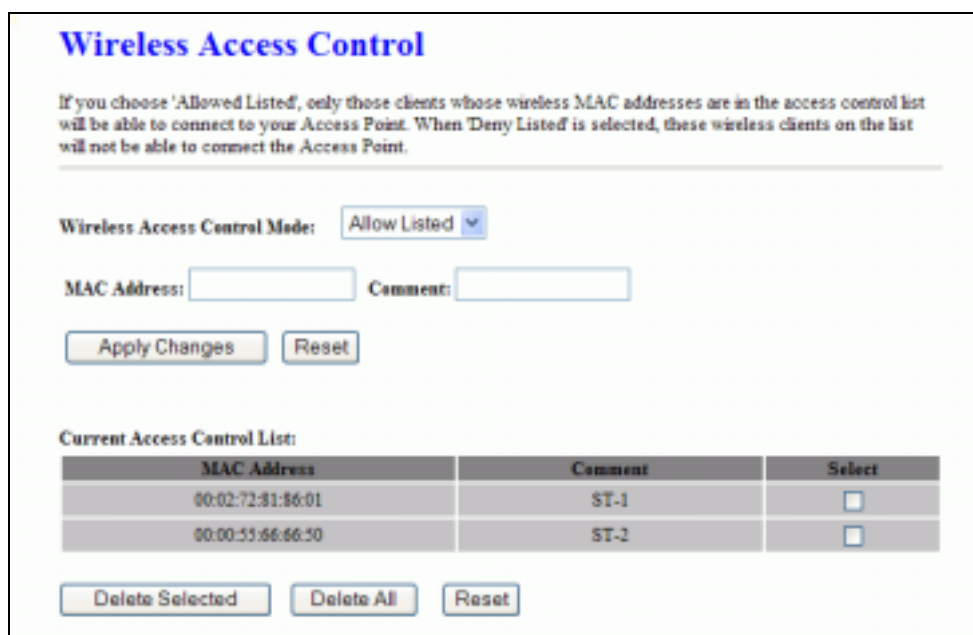 Wireless Access Control
If you choose 'Allowed Listed', only those clients whose wireless MAC addresses are in the access control list
will be able to connect to your Access Point. When 'Deny Listed' is selected, these wireless clients on the list
will not be able to connect the Access Point.
Wireless Access Control Mode: Allow Listed
MAC Address: Comment:
Apply Changes Reset
Current Access Control List:
MAC Address Comment Select
00:02:72:81:86:01 ST-1
00:00:55:66:66:50 ST-2
Delete Selected Delete All Reset